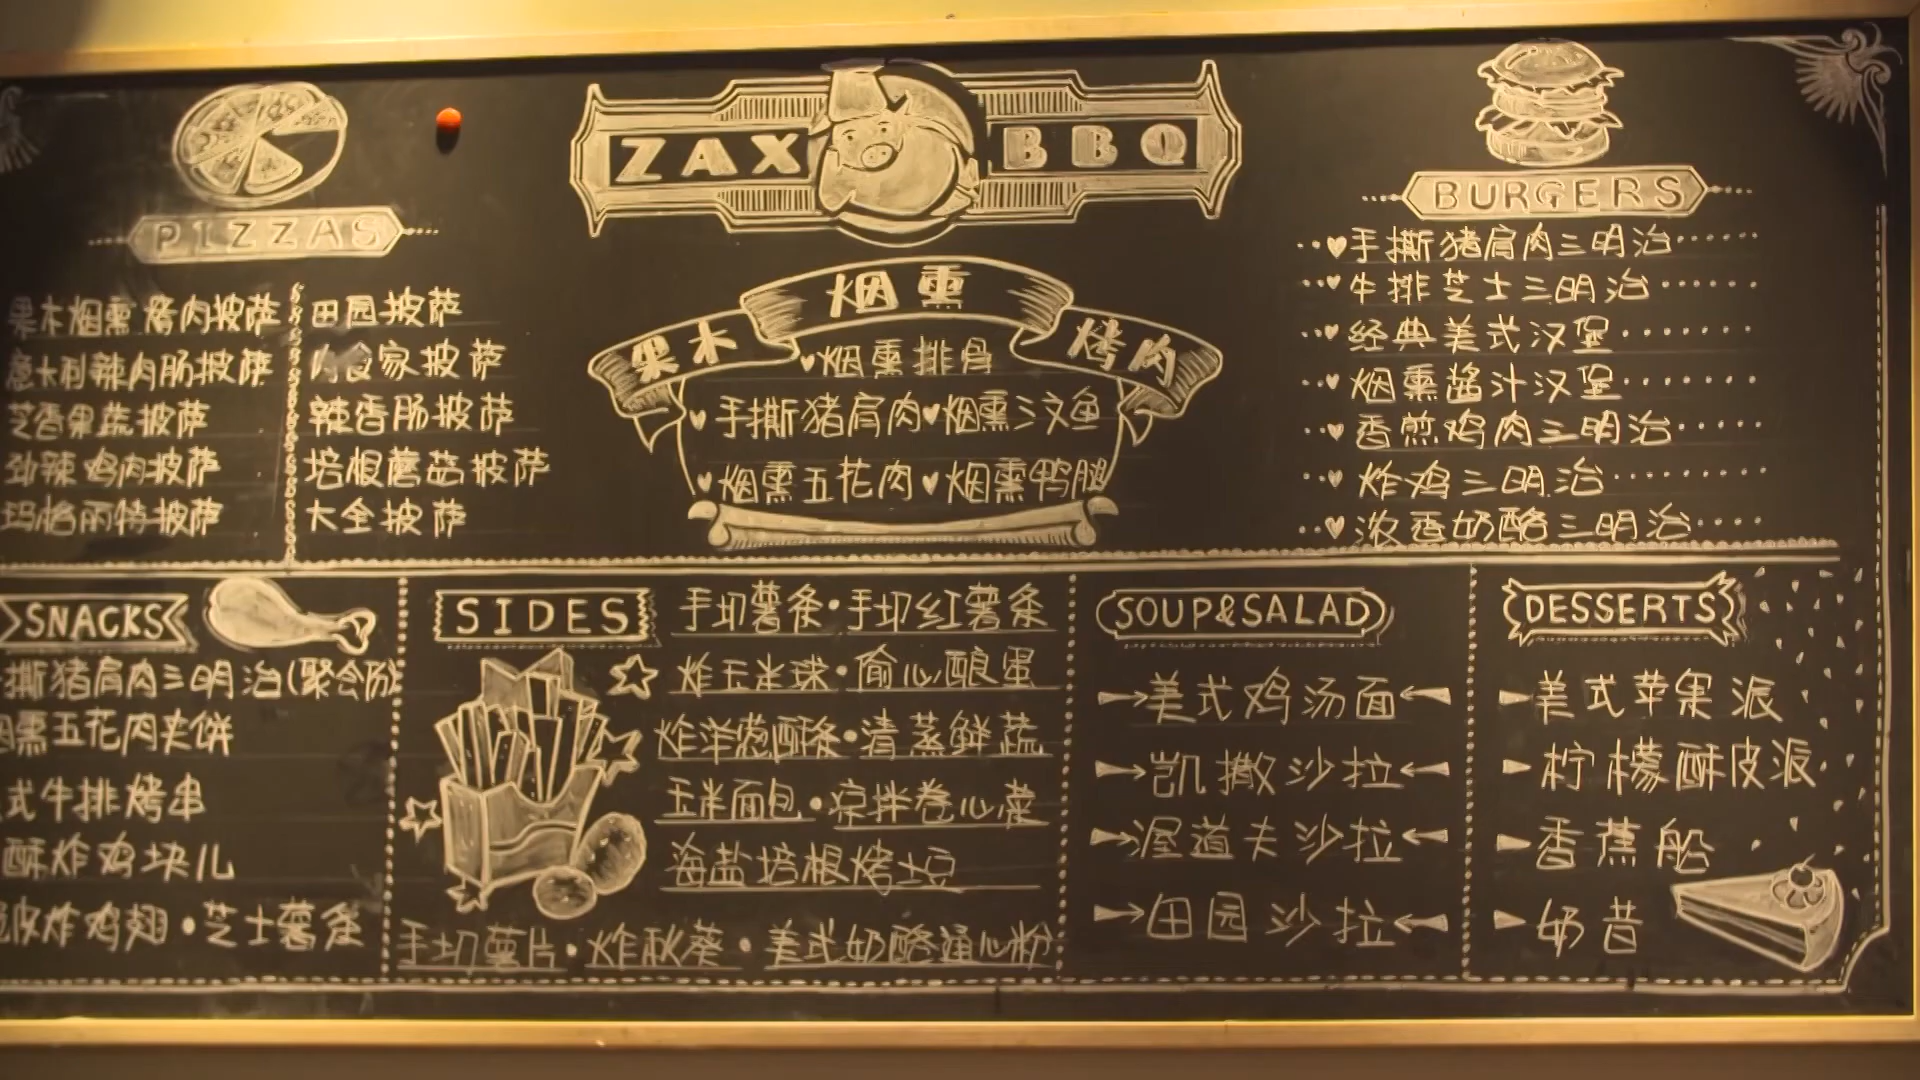 ZAX BBQ
PIZZAS
果木烟熏烤肉披萨
意大利辣肉肠披萨
芝香果蔬披萨
劲辣鸡肉披萨
玛格丽特披萨
田园披萨
肉食家披萨
辣香肠披萨
培根蘑菇披萨
大全披萨
果木 烟熏 烤肉
烟熏排骨
手撕猪肩肉 烟熏三文鱼
烟熏五花肉 烟熏鸭腿
BURGERS
手撕猪肩肉三明治
牛排芝士三明治
经典美式汉堡
烟熏酱汁汉堡
香煎鸡肉三明治
炸鸡三明治
浓香奶酪三明治
SNACKS
撕猪肩肉三明治(聚会份)
烟熏五花肉夹饼
式牛排烤串
酥炸鸡块儿
脆皮炸鸡翅·芝士薯条
SIDES
手切薯条·手切红薯条
炸玉米球·偷心酿蛋
炸洋葱酥条·清蒸鲜蔬
玉米面包·凉拌卷心菜
海盐培根烤土豆
手切薯片·炸秋葵·美式奶酪通心粉
SOUP&SALAD
美式鸡汤面
凯撒沙拉
渥道夫沙拉
田园沙拉
DESSERTS
美式苹果派
柠檬酥皮派
香蕉船
奶昔